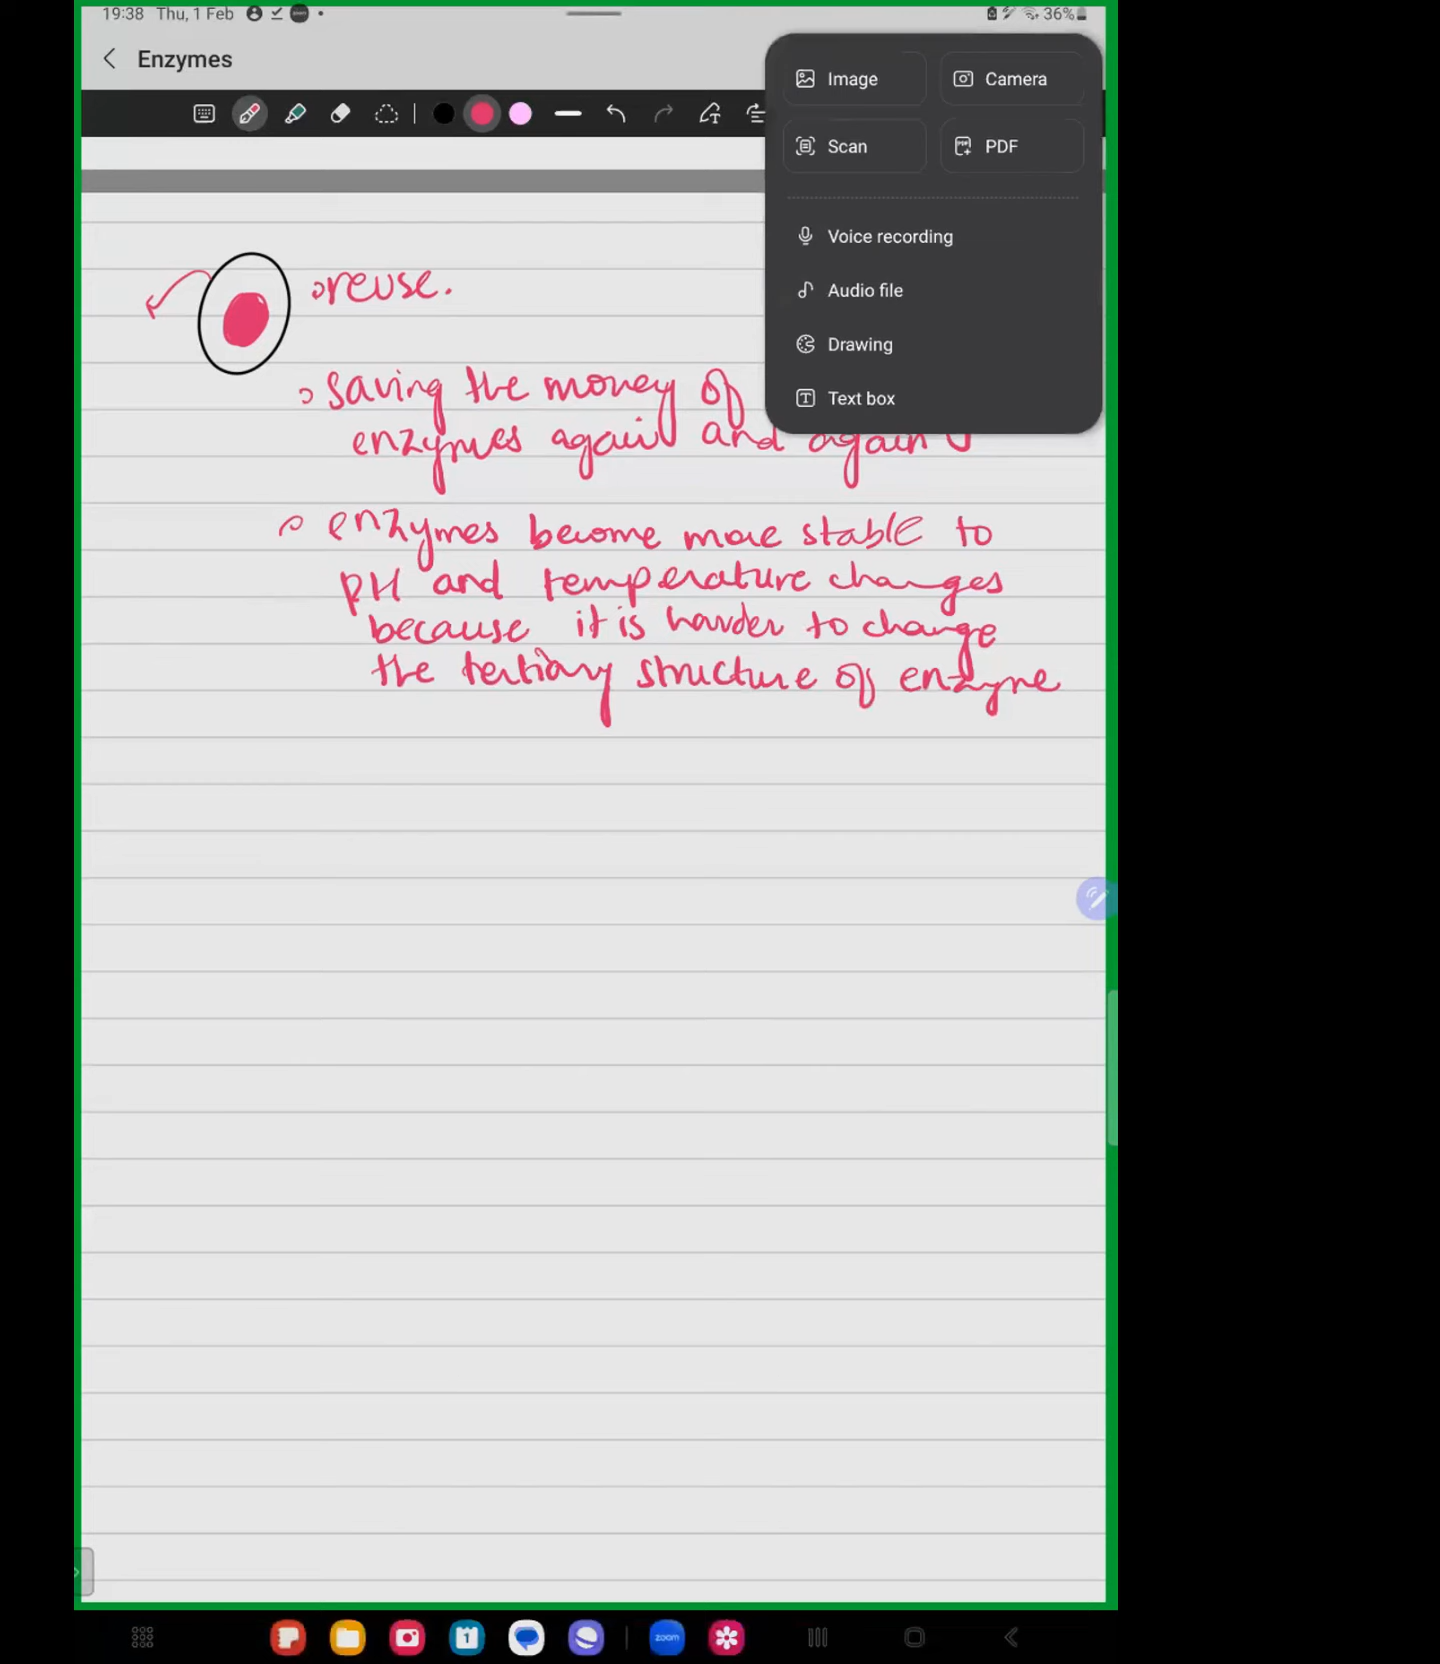 19:38 Thu, 1 Feb
36%
Enzymes
Image
Camera
Scan
PDF
Voice recording
Audio file
Drawing
Text box
reuse.
saving the money of
enzymes again and again
enzymes become more stable to
pH and temperature changes
because it is harder to change
the tertiary structure of enzyme
1
zoom